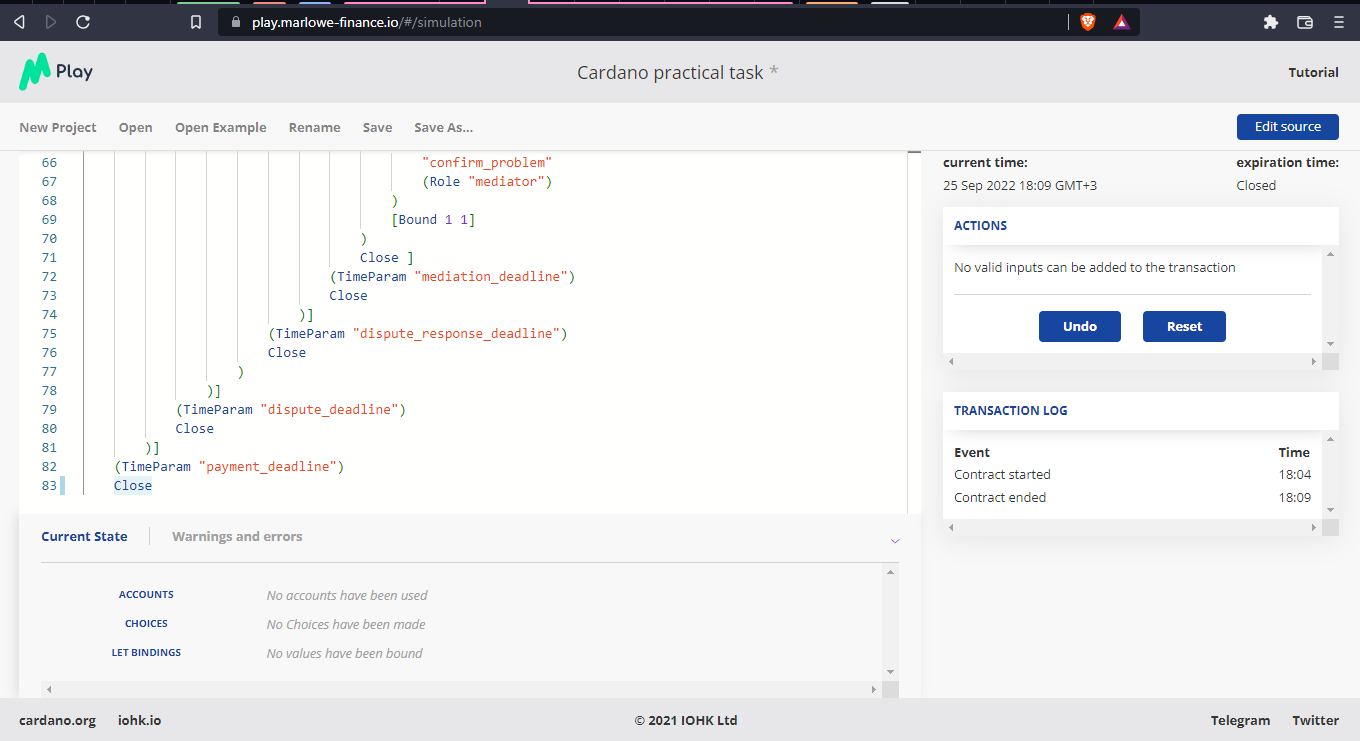 play.marlowe-finance.io/#/simulation
Play
Cardano practical task *
Tutorial
New Project Open Open Example Rename Save Save As...
Edit source
66 "confirm_problem"
67 (Role "mediator")
68 )
69 [Bound 1 1]
70 )
71 Close ]
72 (TimeParam "mediation_deadline")
73 Close
74 )]
75 (TimeParam "dispute_response_deadline")
76 Close
77 )
78 )]
79 (TimeParam "dispute_deadline")
80 Close
81 )]
82 (TimeParam "payment_deadline")
83 Close
current time: expiration time:
25 Sep 2022 18:09 GMT+3 Closed
ACTIONS
No valid inputs can be added to the transaction
Undo Reset
TRANSACTION LOG
Event Time
Contract started 18:04
Contract ended 18:09
Current State Warnings and errors
ACCOUNTS No accounts have been used
CHOICES No Choices have been made
LET BINDINGS No values have been bound
cardano.org iohk.io © 2021 IOHK Ltd Telegram Twitter